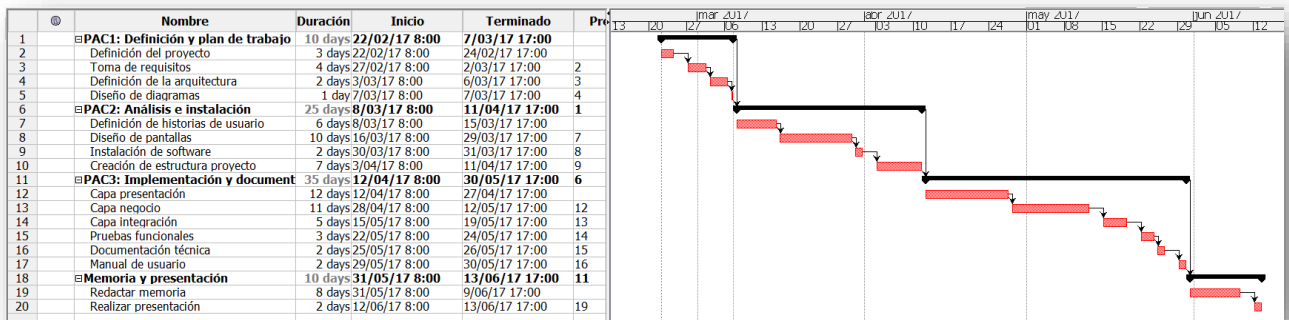 Nombre Duración Inicio Terminado Pre
1 PAC1: Definición y plan de trabajo 10 days 22/02/17 8:00 7/03/17 17:00
2 Definición del proyecto 3 days 22/02/17 8:00 24/02/17 17:00
3 Toma de requisitos 4 days 27/02/17 8:00 2/03/17 17:00 2
4 Definición de la arquitectura 2 days 3/03/17 8:00 6/03/17 17:00 3
5 Diseño de diagramas 1 day 7/03/17 8:00 7/03/17 17:00 4
6 PAC2: Análisis e instalación 25 days 8/03/17 8:00 11/04/17 17:00 1
7 Definición de historias de usuario 6 days 8/03/17 8:00 15/03/17 17:00
8 Diseño de pantallas 10 days 16/03/17 8:00 29/03/17 17:00 7
9 Instalación de software 2 days 30/03/17 8:00 31/03/17 17:00 8
10 Creación de estructura proyecto 7 days 3/04/17 8:00 11/04/17 17:00 9
11 PAC3: Implementación y document 35 days 12/04/17 8:00 30/05/17 17:00 6
12 Capa presentación 12 days 12/04/17 8:00 27/04/17 17:00
13 Capa negocio 11 days 28/04/17 8:00 12/05/17 17:00 12
14 Capa integración 5 days 15/05/17 8:00 19/05/17 17:00 13
15 Pruebas funcionales 3 days 22/05/17 8:00 24/05/17 17:00 14
16 Documentación técnica 2 days 25/05/17 8:00 26/05/17 17:00 15
17 Manual de usuario 2 days 29/05/17 8:00 30/05/17 17:00 16
18 Memoria y presentación 10 days 31/05/17 8:00 13/06/17 17:00 11
19 Redactar memoria 8 days 31/05/17 8:00 9/06/17 17:00
20 Realizar presentación 2 days 12/06/17 8:00 13/06/17 17:00 19
mar 2017 abr 2017 may 2017 jun 2017
13 20 27 06 13 20 27 03 10 17 24 01 08 15 22 29 05 12